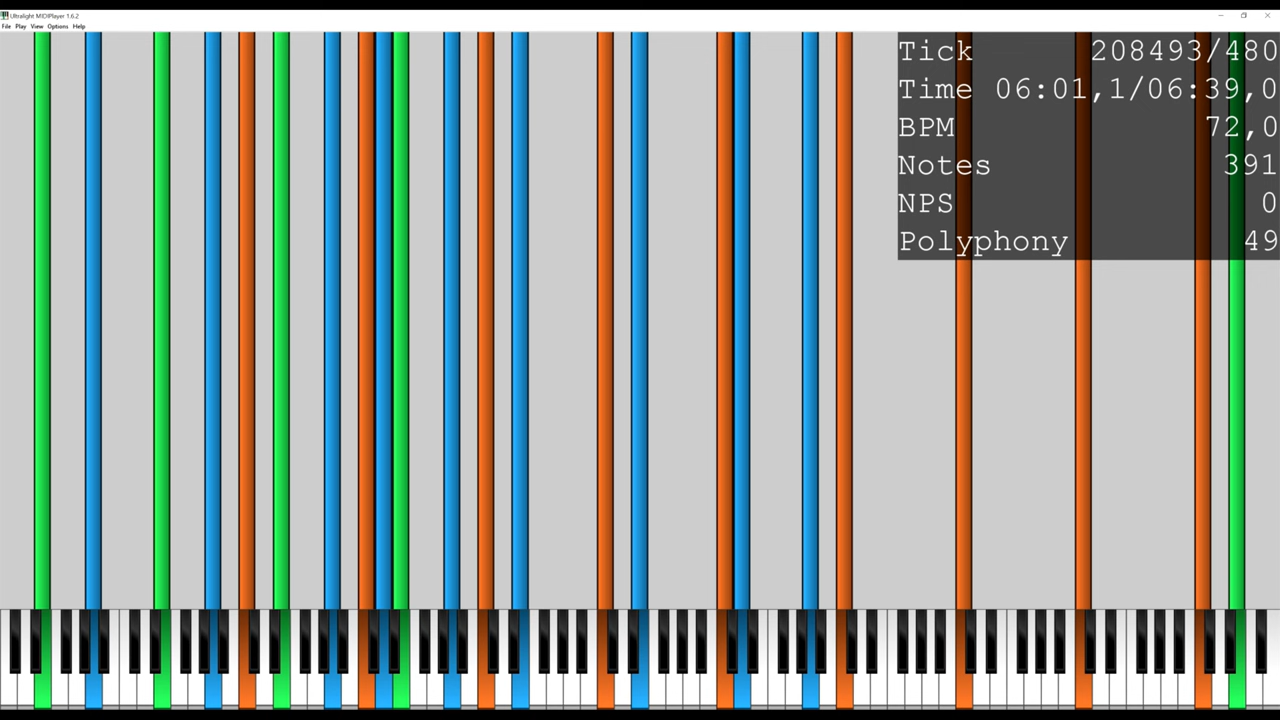 Ultralight MIDIPlayer 1.6.2
File Play View Options Help
Tick 208493/480
Time 06:01,1/06:39,0
BPM 72,0
Notes 391
NPS 0
Polyphony 49